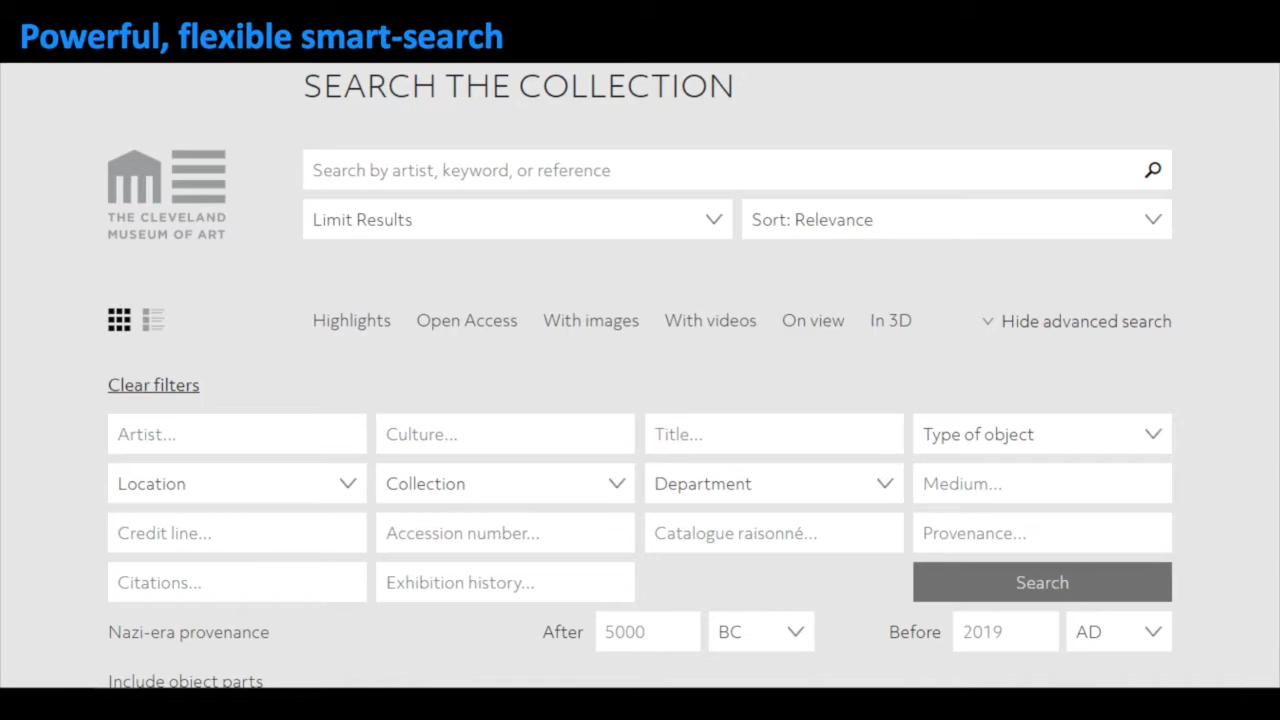 Powerful, flexible smart-search
SEARCH THE COLLECTION
THE CLEVELAND
MUSEUM OF ART
Search by artist, keyword, or reference
Limit Results
Sort: Relevance
Highlights
Open Access
With images
With videos
On view
In 3D
Hide advanced search
Clear filters
Artist...
Culture...
Title...
Type of object
Location
Collection
Department
Medium...
Credit line...
Accession number...
Catalogue raisonné...
Provenance...
Citations...
Exhibition history...
Search
Nazi-era provenance
After
5000
BC
Before
2019
AD
Include object parts